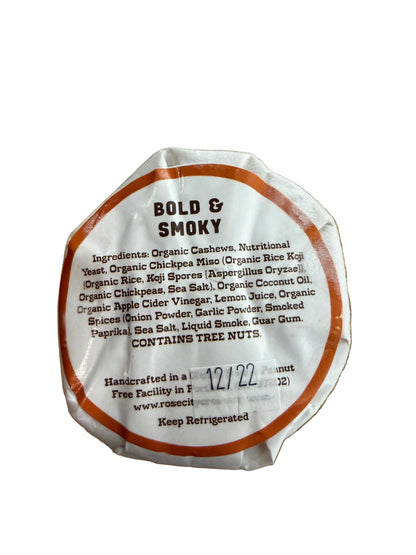 BOLD &
SMOKY
Ingredients: Organic Cashews, Nutritional
Yeast, Organic Chickpea Miso (Organic Rice Koji
(Organic Rice, Koji Spores [Aspergillus Oryzae]),
Organic Chickpeas, Sea Salt), Organic Coconut Oil,
Organic Apple Cider Vinegar, Lemon Juice, Organic
Spices (Onion Powder, Garlic Powder, Smoked
Paprika), Sea Salt, Liquid Smoke, Guar Gum.
CONTAINS TREE NUTS.
Handcrafted in a Peanut
12/22
Free Facility in
www.rosecity
Keep Refrigerated